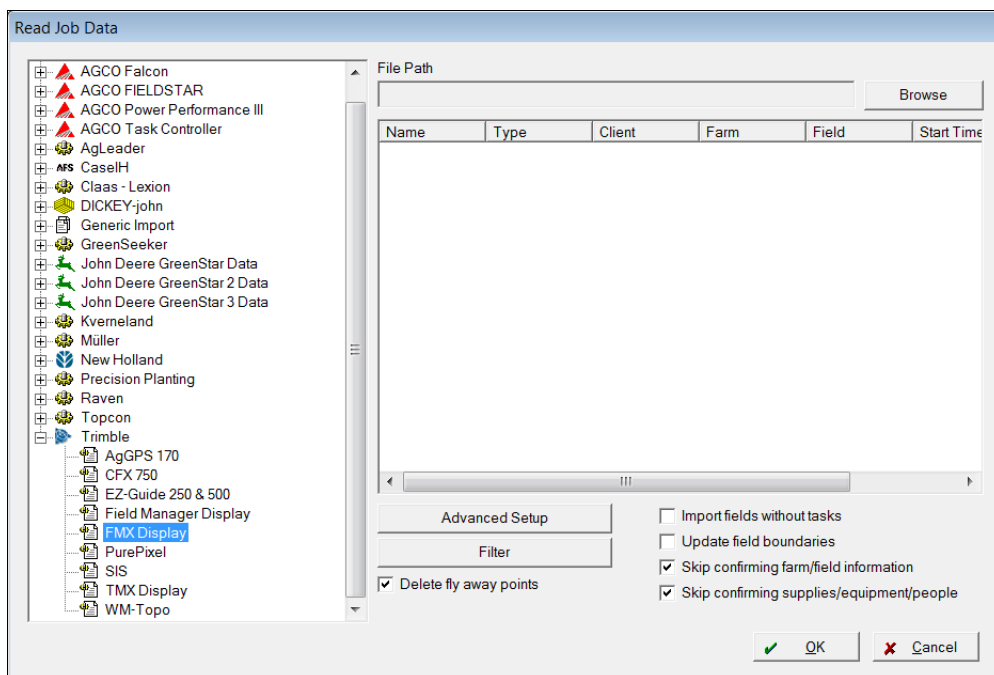 Read Job Data
AGCO Falcon
AGCO FIELDSTAR
AGCO Power Performance III
AGCO Task Controller
AgLeader
AFS CaseIH
Claas - Lexion
DICKEY-john
Generic Import
GreenSeeker
John Deere GreenStar Data
John Deere GreenStar 2 Data
John Deere GreenStar 3 Data
Kverneland
Müller
New Holland
Precision Planting
Raven
Topcon
Trimble
AgGPS 170
CFX 750
EZ-Guide 250 & 500
Field Manager Display
FMX Display
PurePixel
SIS
TMX Display
WM-Topo
File Path
Browse
Name Type Client Farm Field Start Time
Advanced Setup
Filter
Delete fly away points
Import fields without tasks
Update field boundaries
Skip confirming farm/field information
Skip confirming supplies/equipment/people
OK Cancel